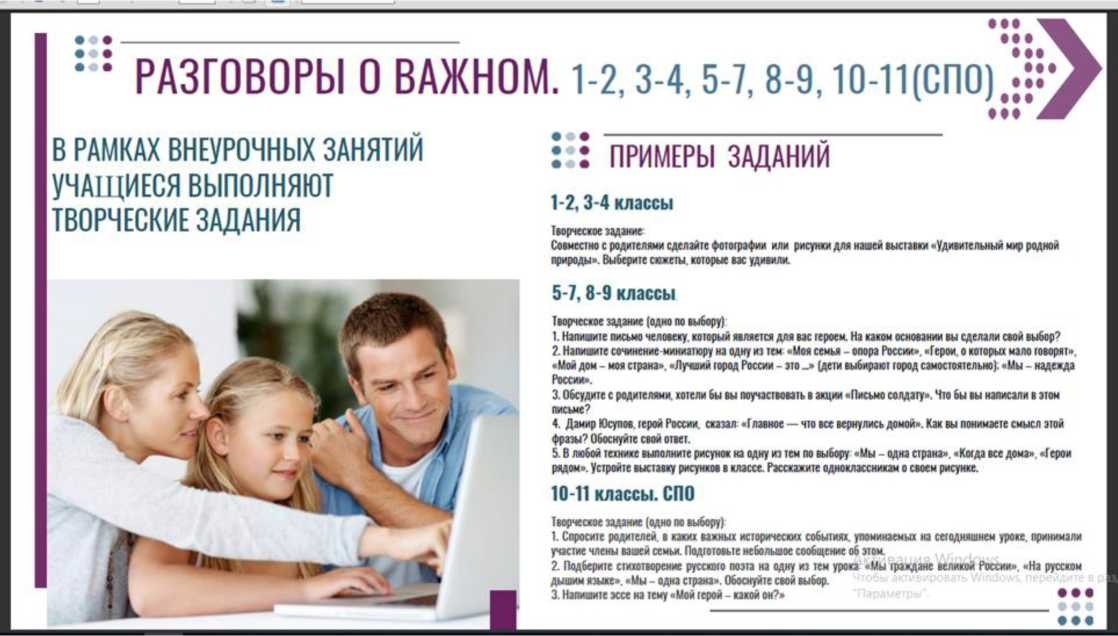 РАЗГОВОРЫ О ВАЖНОМ. 1-2, 3-4, 5-7, 8-9, 10-11(СПО)
В РАМКАХ ВНЕУРОЧНЫХ ЗАНЯТИЙ
УЧАЩИЕСЯ ВЫПОЛНЯЮТ
ТВОРЧЕСКИЕ ЗАДАНИЯ
ПРИМЕРЫ ЗАДАНИЙ
1-2, 3-4 классы
Творческое задание:
Совместно с родителями сделайте фотографии или рисунки для нашей выставки «Удивительный мир родной
природы». Выберите сюжеты, которые вас удивили.
5-7, 8-9 классы
Творческое задание (одно по выбору):
1. Напишите письмо человеку, который является для вас героем. На каком основании вы сделали свой выбор?
2. Напишите сочинение-миниатюру на одну из тем: «Моя семья – опора России», «Герои, о которых мало говорят»,
«Мой дом – моя страна», «Лучший город России – это ...» (дети выбирают город самостоятельно); «Мы – надежда
России».
3. Обсудите с родителями, хотели бы вы поучаствовать в акции «Письмо солдату». Что бы вы написали в этом
письме?
4. Дамир Юсупов, герой России, сказал: «Главное — что все вернулись домой». Как вы понимаете смысл этой
фразы? Обоснуйте свой ответ.
5. В любой технике выполните рисунок на одну из тем по выбору: «Мы – одна страна», «Когда все дома», «Герои
рядом». Устройте выставку рисунков в классе. Расскажите одноклассникам о своем рисунке.
10-11 классы. СПО
Творческое задание (одно по выбору):
1. Спросите родителей, в каких важных исторических событиях, упоминаемых на сегодняшнем уроке, принимали
участие члены вашей семьи. Подготовьте небольшое сообщение об этом.
2. Подберите стихотворение русского поэта на одну из тем урока: «Мы граждане великой России», «На русском
дышим языке», «Мы – одна страна». Обоснуйте свой выбор.
3. Напишите эссе на тему «Мой герой – какой он?»
Активация Windows
Чтобы активировать Windows, перейдите в раз
"Параметры".